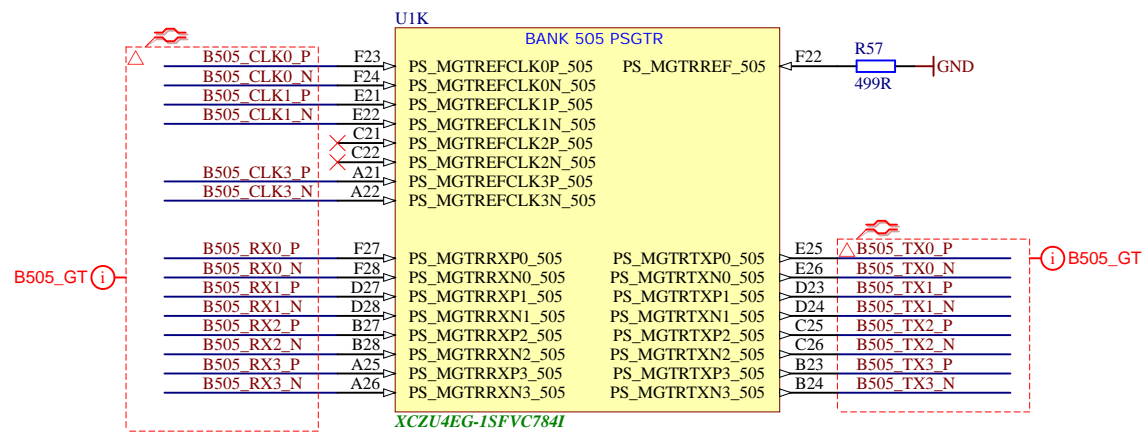 U1K
BANK 505 PSGTR
B505_CLK0_P F23 PS_MGTREFCLK0P_505 PS_MGTRREF_505 F22 R57 499R GND
B505_CLK0_N F24 PS_MGTREFCLK0N_505
B505_CLK1_P E21 PS_MGTREFCLK1P_505
B505_CLK1_N E22 PS_MGTREFCLK1N_505
C21 PS_MGTREFCLK2P_505
C22 PS_MGTREFCLK2N_505
B505_CLK3_P A21 PS_MGTREFCLK3P_505
B505_CLK3_N A22 PS_MGTREFCLK3N_505
B505_RX0_P F27 PS_MGTRRXP0_505 PS_MGTRTXP0_505 E25 B505_TX0_P
B505_GT i B505_RX0_N F28 PS_MGTRRXN0_505 PS_MGTRTXN0_505 E26 B505_TX0_N i B505_GT
B505_RX1_P D27 PS_MGTRRXP1_505 PS_MGTRTXP1_505 D23 B505_TX1_P
B505_RX1_N D28 PS_MGTRRXN1_505 PS_MGTRTXN1_505 D24 B505_TX1_N
B505_RX2_P B27 PS_MGTRRXP2_505 PS_MGTRTXP2_505 C25 B505_TX2_P
B505_RX2_N B28 PS_MGTRRXN2_505 PS_MGTRTXN2_505 C26 B505_TX2_N
B505_RX3_P A25 PS_MGTRRXP3_505 PS_MGTRTXP3_505 B23 B505_TX3_P
B505_RX3_N A26 PS_MGTRRXN3_505 PS_MGTRTXN3_505 B24 B505_TX3_N
XCZU4EG-1SFVC784I